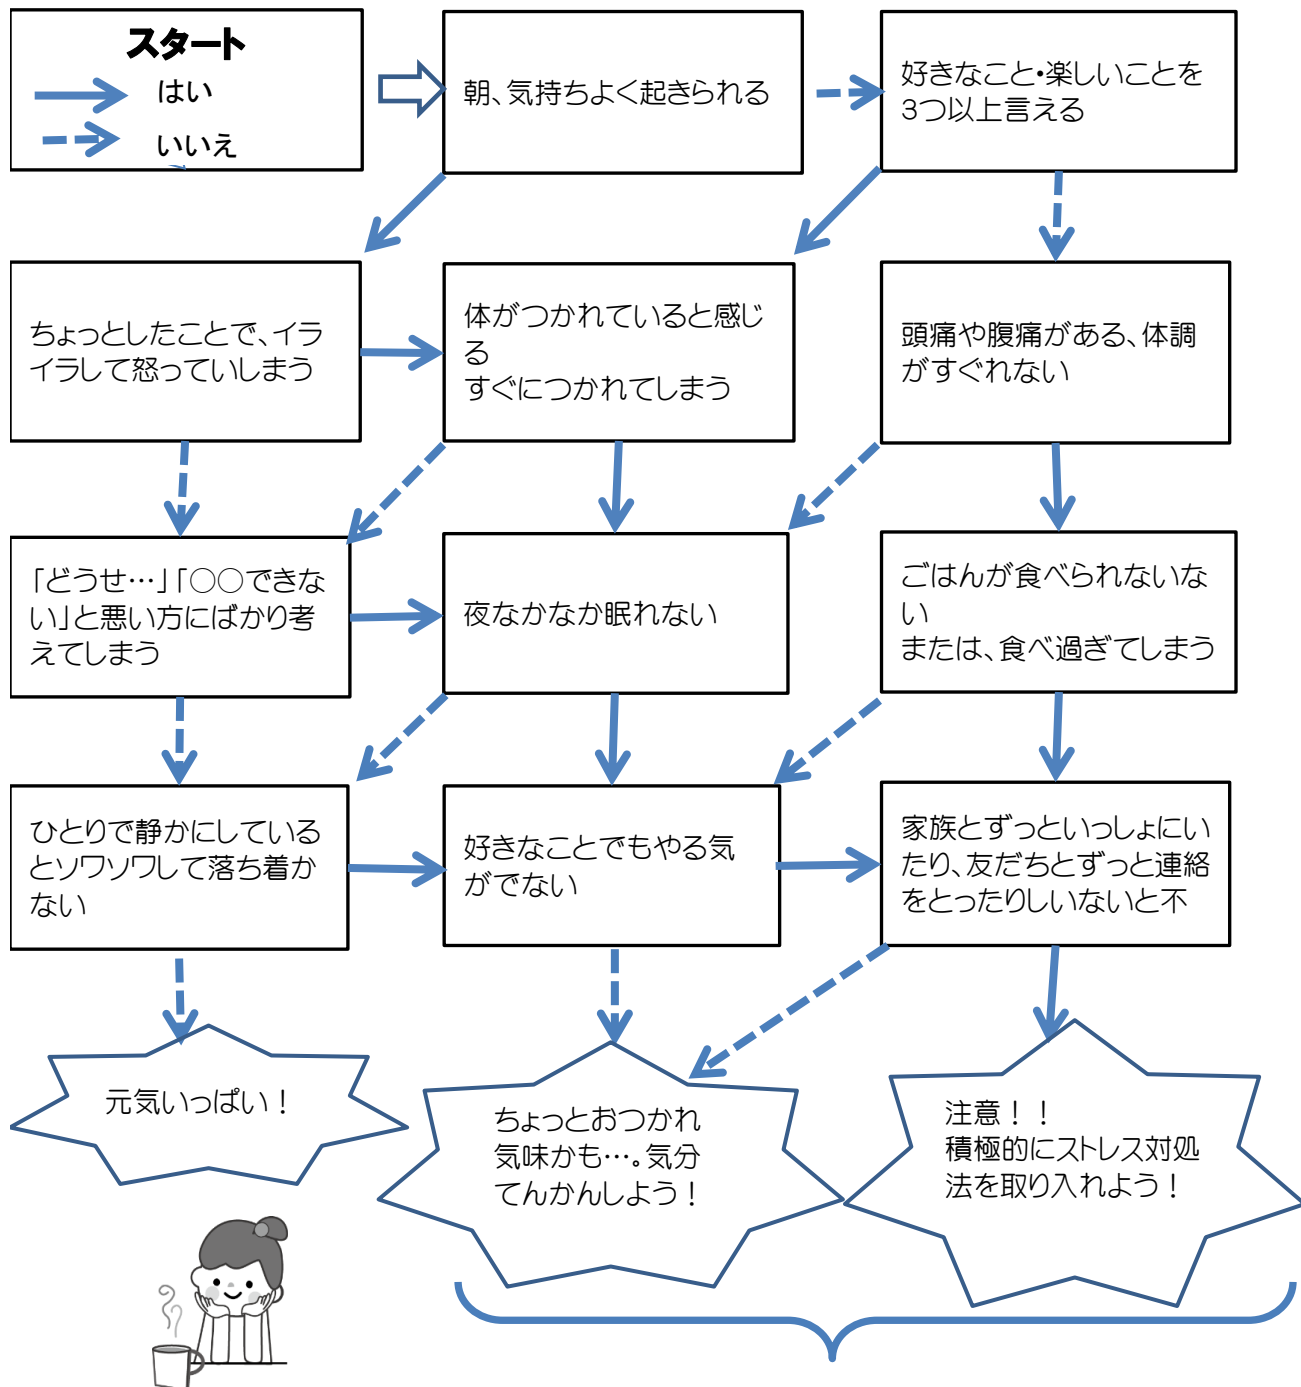 スタート
はい
いいえ
朝、気持ちよく起きられる
好きなこと・楽しいことを
3つ以上言える
ちょっとしたことで、イラ
イラして怒っていしまう
体がつかれていると感じ
る
すぐにつかれてしまう
頭痛や腹痛がある、体調
がすぐれない
「どうせ…」「○○できな
い」と悪い方にばかり考
えてしまう
夜なかなか眠れない
ごはんが食べられないな
い
または、食べ過ぎてしまう
ひとりで静かにしている
とソワソワして落ち着か
ない
好きなことでもやる気
がでない
家族とずっといっしょにい
たり、友だちとずっと連絡
をとったりしいないと不
元気いっぱい！
ちょっとおつかれ
気味かも…。気分
てんかんしよう！
注意！！
積極的にストレス対処
法を取り入れよう！